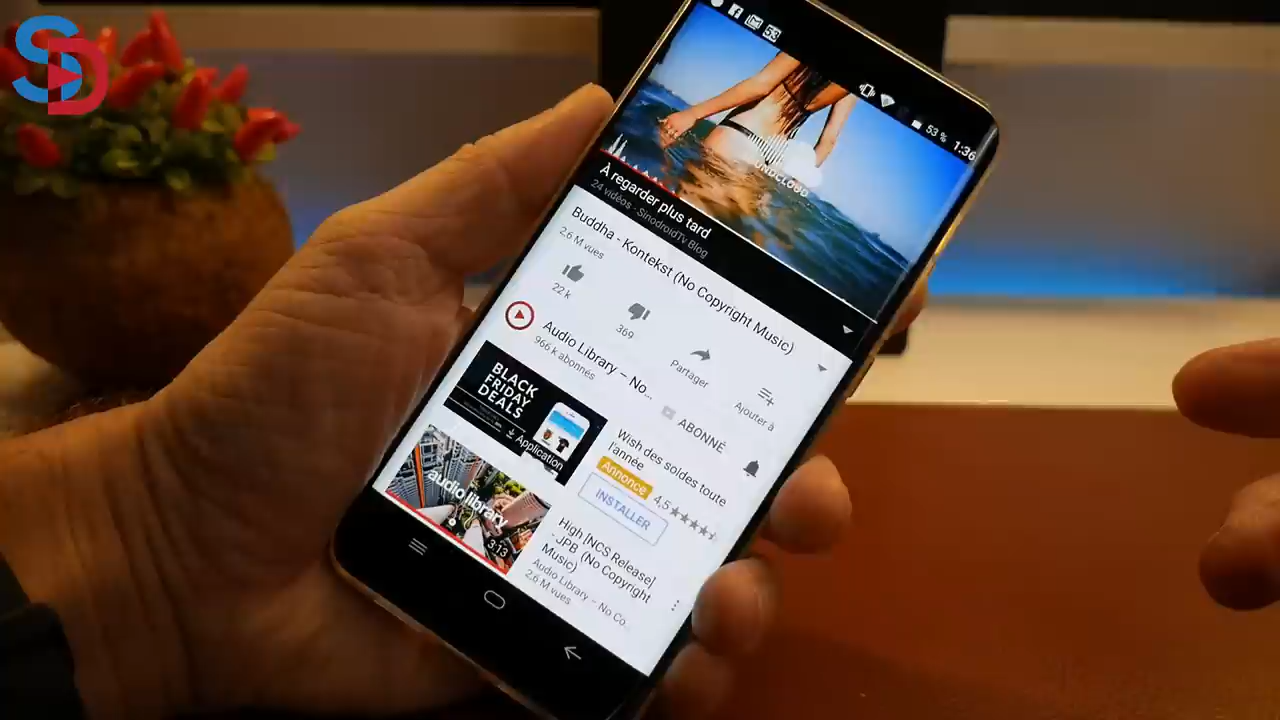 SD
53 % 1:36
UNDCLOUD
À regarder plus tard
24 vidéos - SinodroidTv Blog
Buddha - Kontekst (No Copyright Music)
2,6 M vues
22 k
369
Partager
Ajouter à
Audio Library – No...
966 k abonnés
ABONNÉ
BLACK
FRIDAY
DEALS
Application
Wish des soldes toute
l'année
Annonce 4,5
INSTALLER
audio library
3:13
High [NCS Release]
- JPB (No Copyright
Music)
Audio Library – No Co...
2,6 M vues